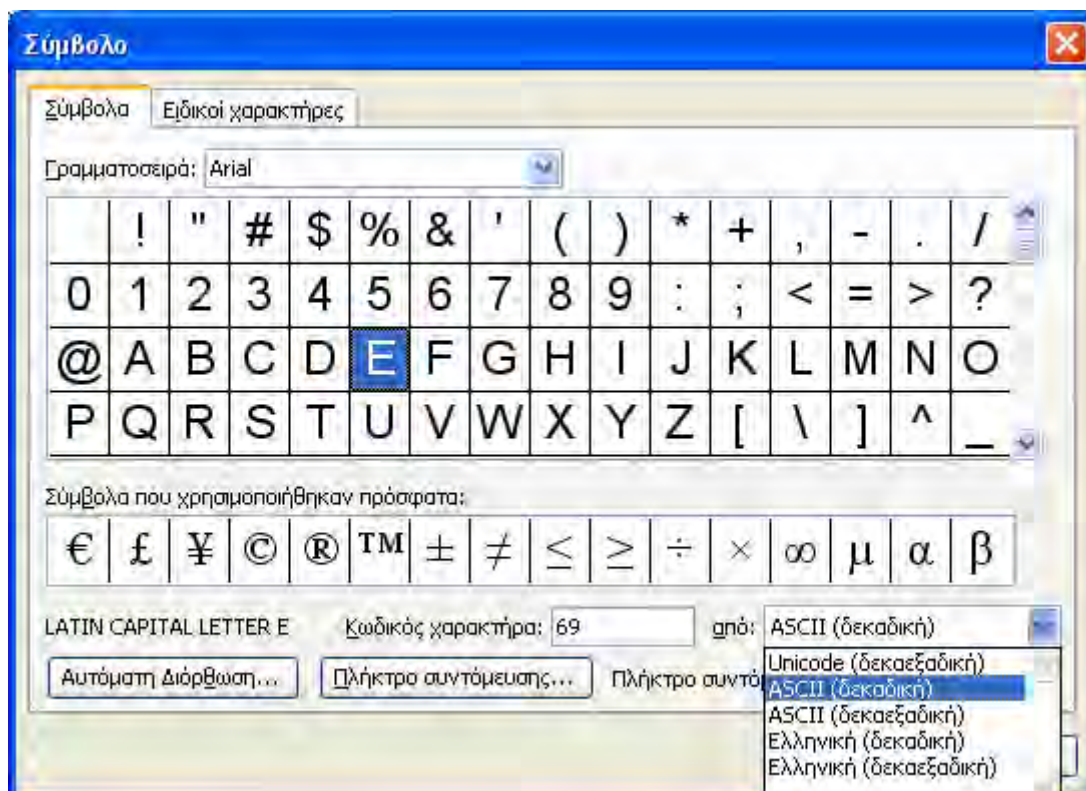 Σύμβολο
Σύμβολα Ειδικοί χαρακτήρες
Γραμματοσειρά: Arial
! " # $ % & ' ( ) * + , - . /
0 1 2 3 4 5 6 7 8 9 : ; < = > ?
@ A B C D E F G H I J K L M N O
P Q R S T U V W X Y Z [ \ ] ^ _
Σύμβολα που χρησιμοποιήθηκαν πρόσφατα:
€ £ ¥ © ® ™ ± ≠ ≤ ≥ ÷ × ∞ µ α β
LATIN CAPITAL LETTER E Κωδικός χαρακτήρα: 69 από: ASCII (δεκαδική)
Αυτόματη Διόρθωση... Πλήκτρο συντόμευσης... Πλήκτρο
Unicode (δεκαεξαδική)
ASCII (δεκαδική)
ASCII (δεκαεξαδική)
Ελληνική (δεκαδική)
Ελληνική (δεκαεξαδική)